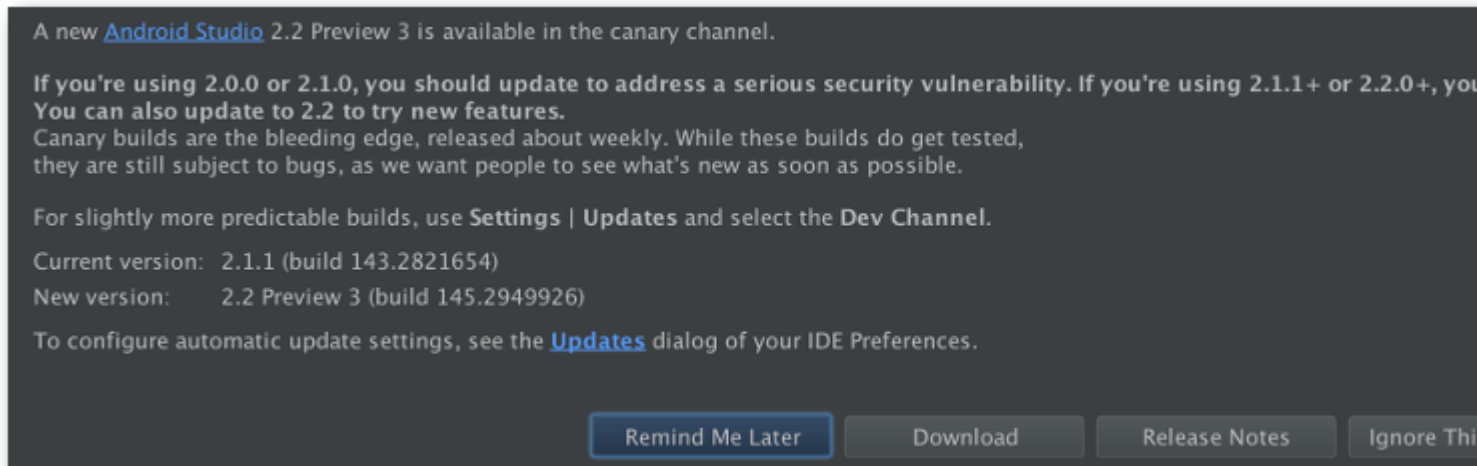 A new Android Studio 2.2 Preview 3 is available in the canary channel.
If you're using 2.0.0 or 2.1.0, you should update to address a serious security vulnerability. If you're using 2.1.1+ or 2.2.0+,
You can also update to 2.2 to try new features.
Canary builds are the bleeding edge, released about weekly. While these builds do get tested,
they are still subject to bugs, as we want people to see what's new as soon as possible.
For slightly more predictable builds, use Settings | Updates and select the Dev Channel.
Current version: 2.1.1 (build 143.2821654)
New version: 2.2 Preview 3 (build 145.2949926)
To configure automatic update settings, see the Updates dialog of your IDE Preferences.
Remind Me Later Download Release Notes Ignore